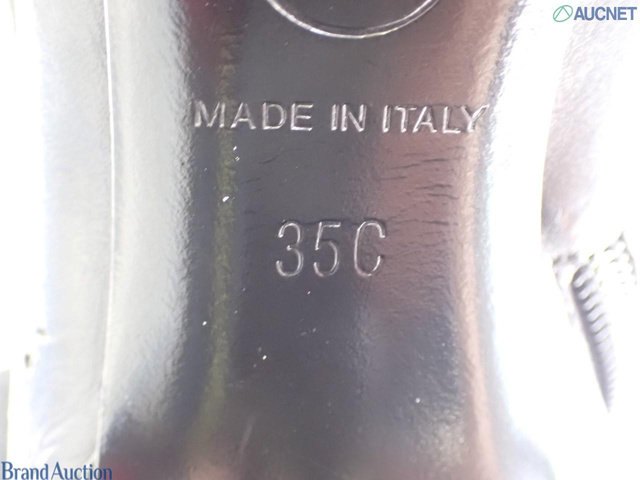 AUCNET
MADE IN ITALY
35C
Brand Auction